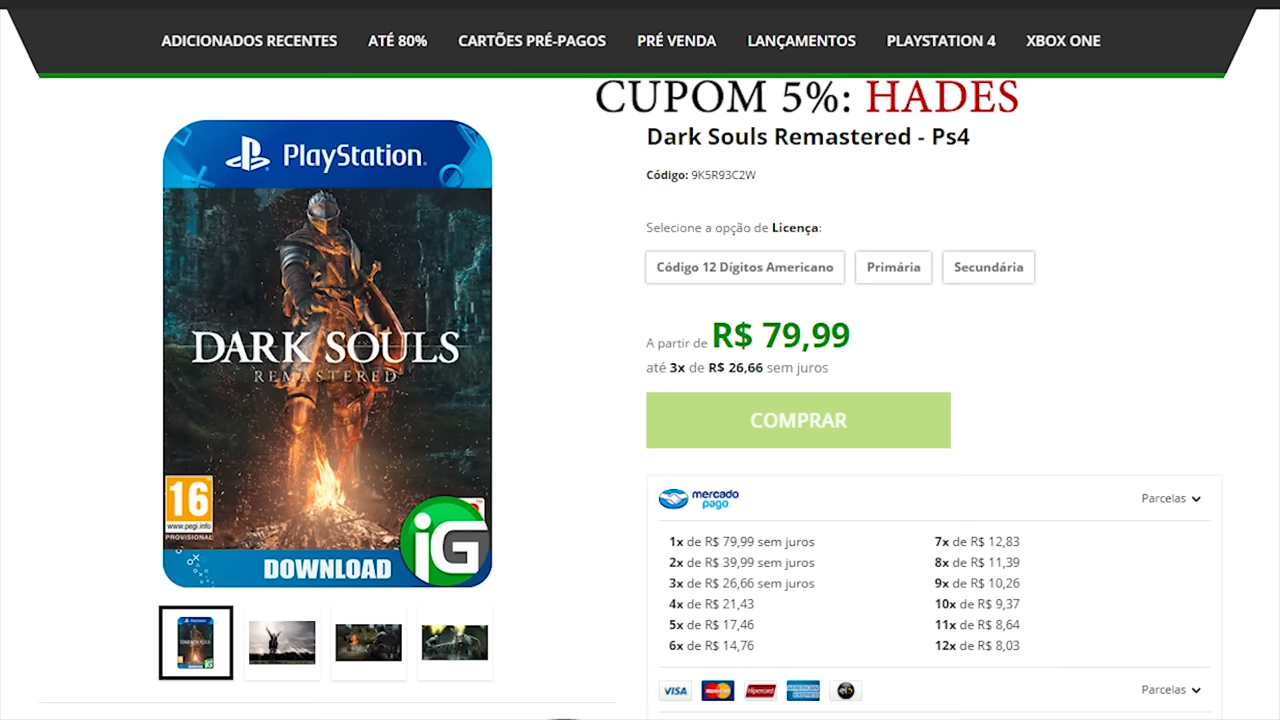 ADICIONADOS RECENTES ATÉ 80% CARTÕES PRÉ-PAGOS PRÉ VENDA LANÇAMENTOS PLAYSTATION 4 XBOX ONE
CUPOM 5%: HADES
Dark Souls Remastered - Ps4
Código: 9K5R93C2W
Selecione a opção de Licença:
Código 12 Dígitos Americano Primária Secundária
A partir de R$ 79,99
até 3x de R$ 26,66 sem juros
COMPRAR
PlayStation
DARK SOULS
REMASTERED
16
www.pegi.info
PROVISIONAL
iG
DOWNLOAD
mercado
pago
Parcelas
1x de R$ 79,99 sem juros
2x de R$ 39,99 sem juros
3x de R$ 26,66 sem juros
4x de R$ 21,43
5x de R$ 17,46
6x de R$ 14,76
7x de R$ 12,83
8x de R$ 11,39
9x de R$ 10,26
10x de R$ 9,37
11x de R$ 8,64
12x de R$ 8,03
VISA MasterCard Hipercard AMERICAN EXPRESS elo
Parcelas